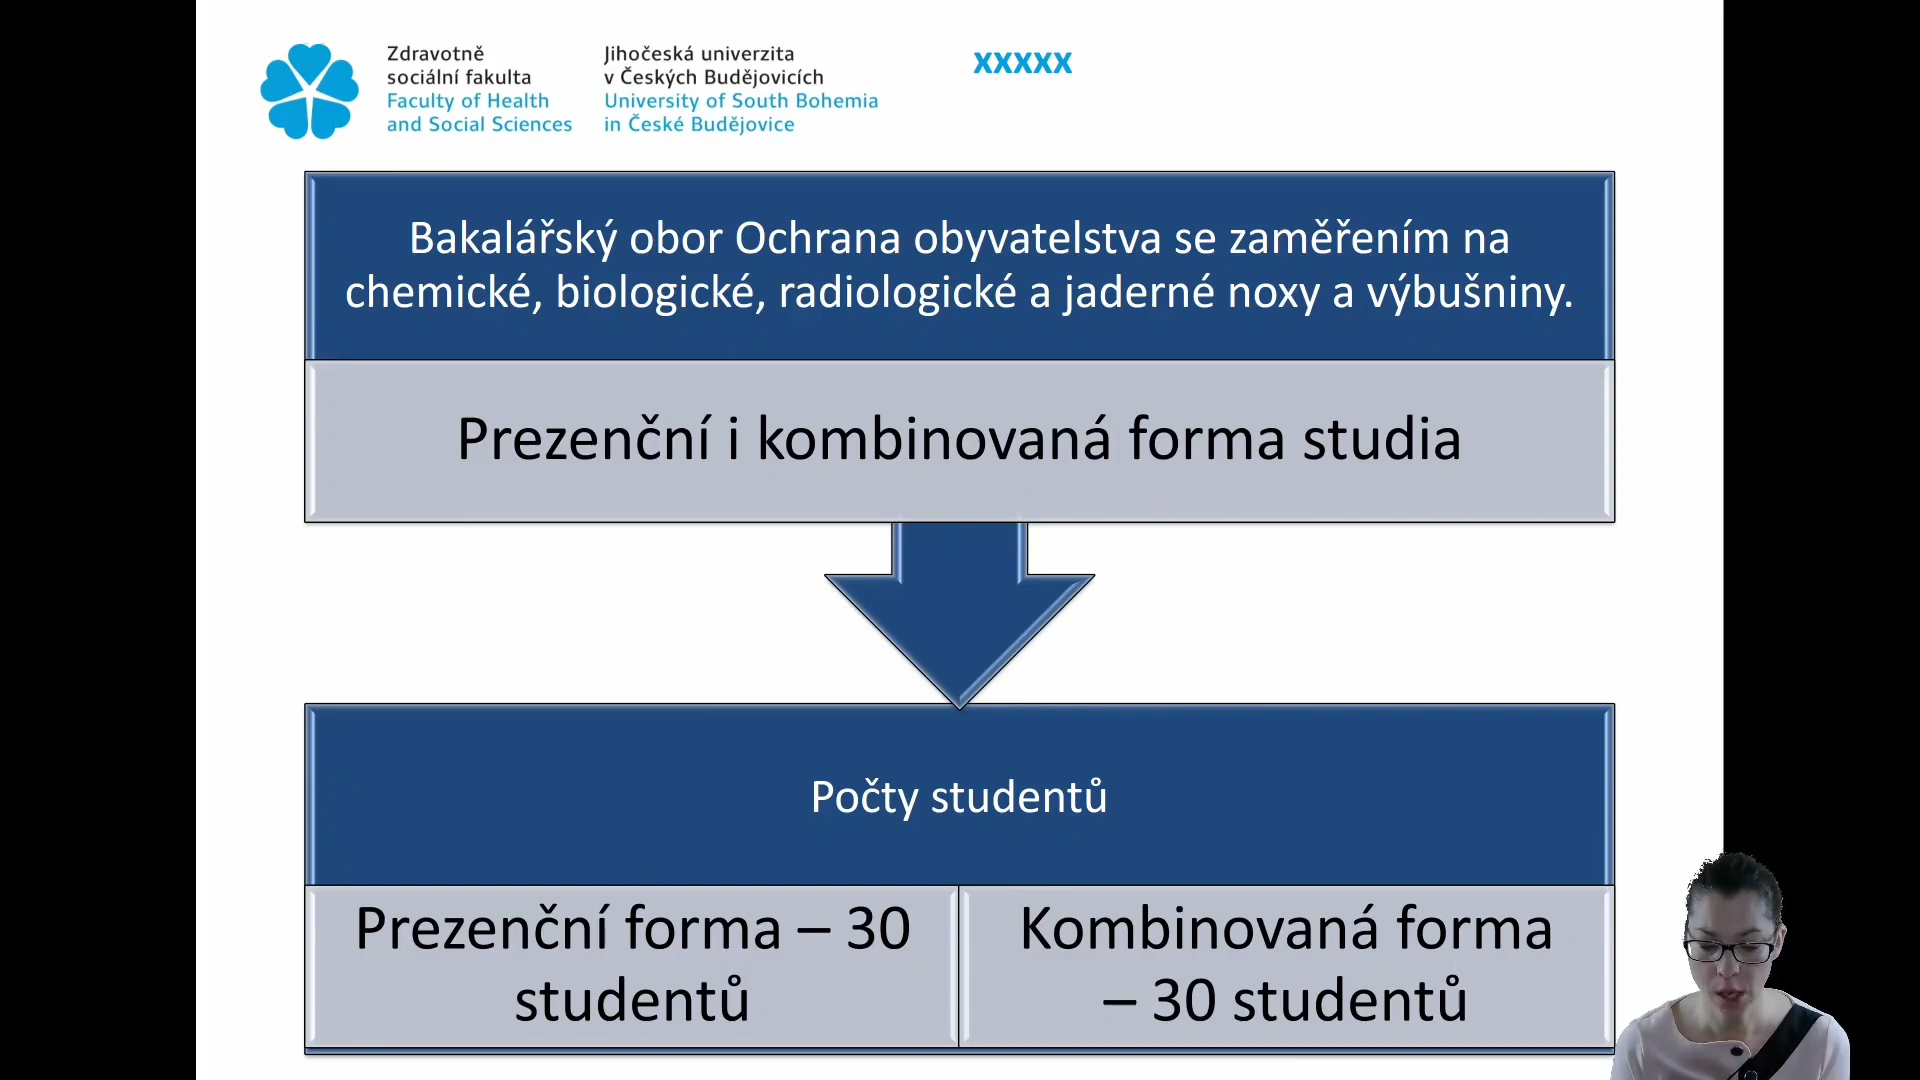 Zdravotně
sociální fakulta
Faculty of Health
and Social Sciences
Jihočeská univerzita
v Českých Budějovicích
University of South Bohemia
in České Budějovice
xxxxx
Bakalářský obor Ochrana obyvatelstva se zaměřením na
chemické, biologické, radiologické a jaderné noxy a výbušniny.
Prezenční i kombinovaná forma studia
Počty studentů
Prezenční forma – 30
studentů
Kombinovaná forma
– 30 studentů